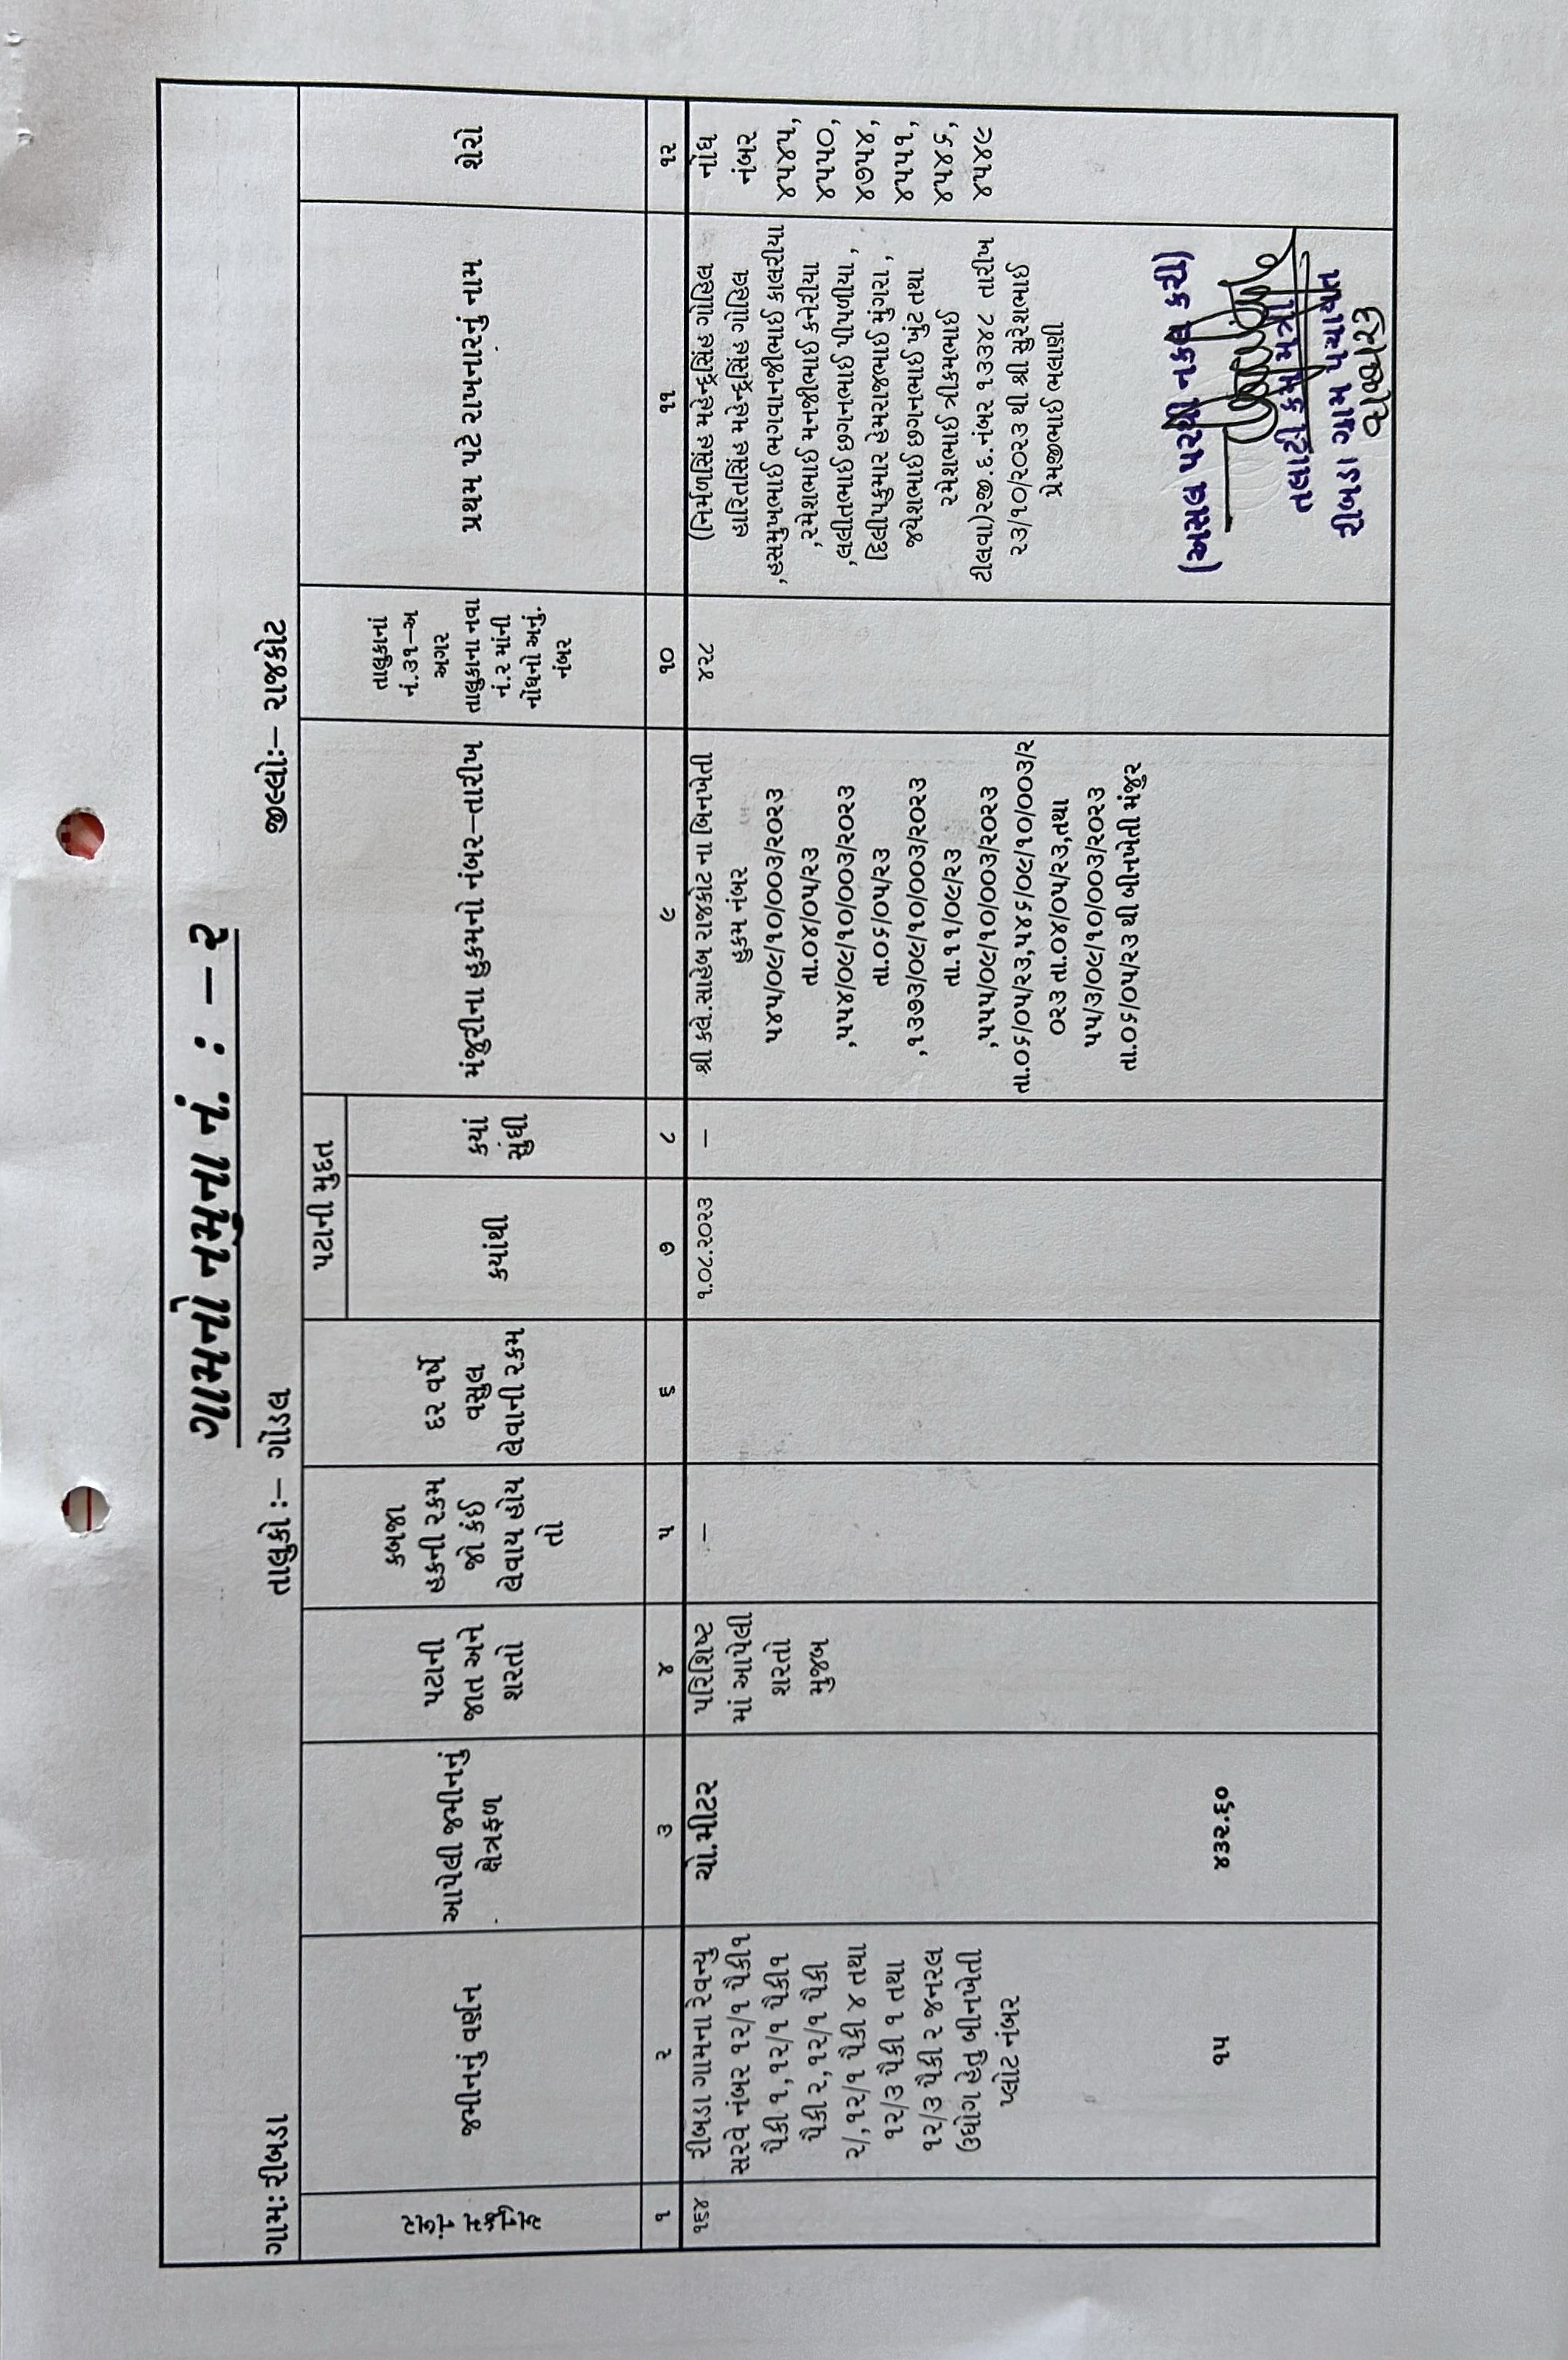 ગામનો નમુના નં. : – ૨
ગામઃ રીબડા તાલુકો :– ગોંડલ જીલ્લોઃ– રાજકોટ
અનુક્રમ નંબર
જમીનનું વર્ણન
આપેલી જમીનનું
ક્ષેત્રફળ
પટાની
જાત અને
શરતો
કબજા
હકની રકમ
જો કંઈ
લેવાય હોય
તો
દર વર્ષે
વસુલ
લેવાની રકમ
પટાની મુદત
કયાંથી
કયાં
સુંધી
મંજુરીના હુકમનો નંબર–તારીખ
તાલુકાનાં
નં.૩૧–અ
અગર
તાલુકાના નવા
નં.૨ માંની
નોંધનો અનું.
નંબર
પ્રથમ પટે રાખનારનું નામ
શેરો
૧ ૨ ૩ ૪ ૫ ૬ ૭ ૮ ૯ ૧૦ ૧૧ ૧૨
૧૬૪
રીબડા ગામના રેવન્યુ
સરવે નંબર ૧૨/૧ પૈકી૧
પૈકી ૧,૧૨/૧ પૈકી૧
પૈકી ૨,૧૨/૧ પૈકી
૨/,૧૨/૧ પૈકી ૪ તથા
૧૨/૩ પૈકી ૧ તથા
૧૨/૩ પૈકી ૨ જનરલ
ઉધોગ હેતુ બીનખેતી
પ્લોટ નંબર
૧૫
ચો.મીટર
૪૩૨.૬૦
પરિશિષ્ટ
માં આપેલી
શરતો
મુજબ
–
૧.૦૮.૨૦૨૩
–
શ્રી કલે.સાહેબ રાજકોટ ના બિનખેતી
હુકમ નંબર
૫૪૫/૦૯/૧૦/૦૦૩/૨૦૨૩
તા.૦૪/૦૫/૨૩
,૫૫૪/૦૯/૧૦/૦૦૩/૨૦૨૩
તા.૦૬/૦૫/૨૩
,૧૩૭૩/૦૯/૧૦/૦૦૩/૨૦૨૩
તા.૧૧/૦૯/૨૩
,૫૫૫/૦૯/૧૦/૦૦૩/૨૦૨૩
તા.૦૬/૦૫/૨૩,૫૪૬/૦૯/૧૦/૦૦૩/૨
૦૨૩ તા.૦૪/૦૫/૨૩,તથા
૫૫/૩/૦૯/૧૦/૦૦૩/૨૦૨૩
તા.૦૬/૦૫/૨૩ થી બીનખેતી મંજુર
૪૨૮
(નિર્મળસિંહ મહેન્દ્રસિંહ ગોહિલ
હારિતસિંહ મહેન્દ્રસિંહ ગોહિલ
,હસમુખભાઈ ભગવાનજીભાઈ કાલરીયા
,રમેશભાઈ મનજીભાઈ કનેરીયા
,લલીતભાઈ છગનભાઈ પીપળીયા ,
દિલીપકુમાર હેમરાજભાઈ મુંગરા ,
જયેશભાઈ છગનભાઈ ખુંટ તથા
રમેશભાઈ ત્રીકમભાઈ
ટીલવા)રજી.દ.નંબર ૧૩૩૪૮ તારીખ
૨૩/૧૦/૨૦૨૩ થી શ્રી સુરેશભાઈ
પ્રેમજીભાઈ ભલાણી
નોંધ
નંબર
૪૫૪૫,
૪૫૫૦,
૪૭૫૪,
૪૫૫૧,
૪૫૪૬,
૪૫૪૯
(અસલ પરથી નકલ કરી)
તલાટી કમ મંત્રી
રીબડા ગ્રામ પંચાયત